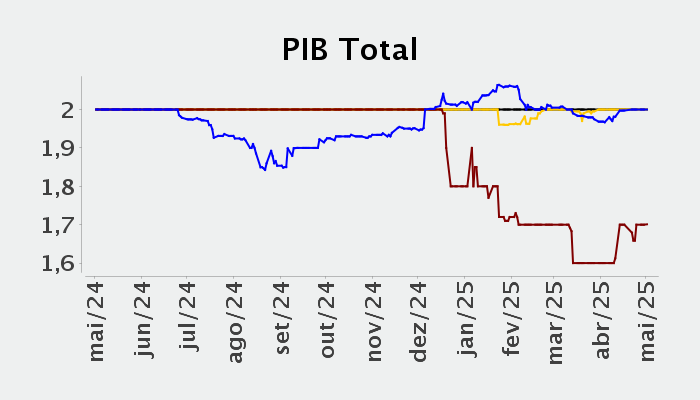 PIB Total
2
1,9
1,8
1,7
1,6
mai/24
jun/24
jul/24
ago/24
set/24
out/24
nov/24
dez/24
jan/25
fev/25
mar/25
abr/25
mai/25